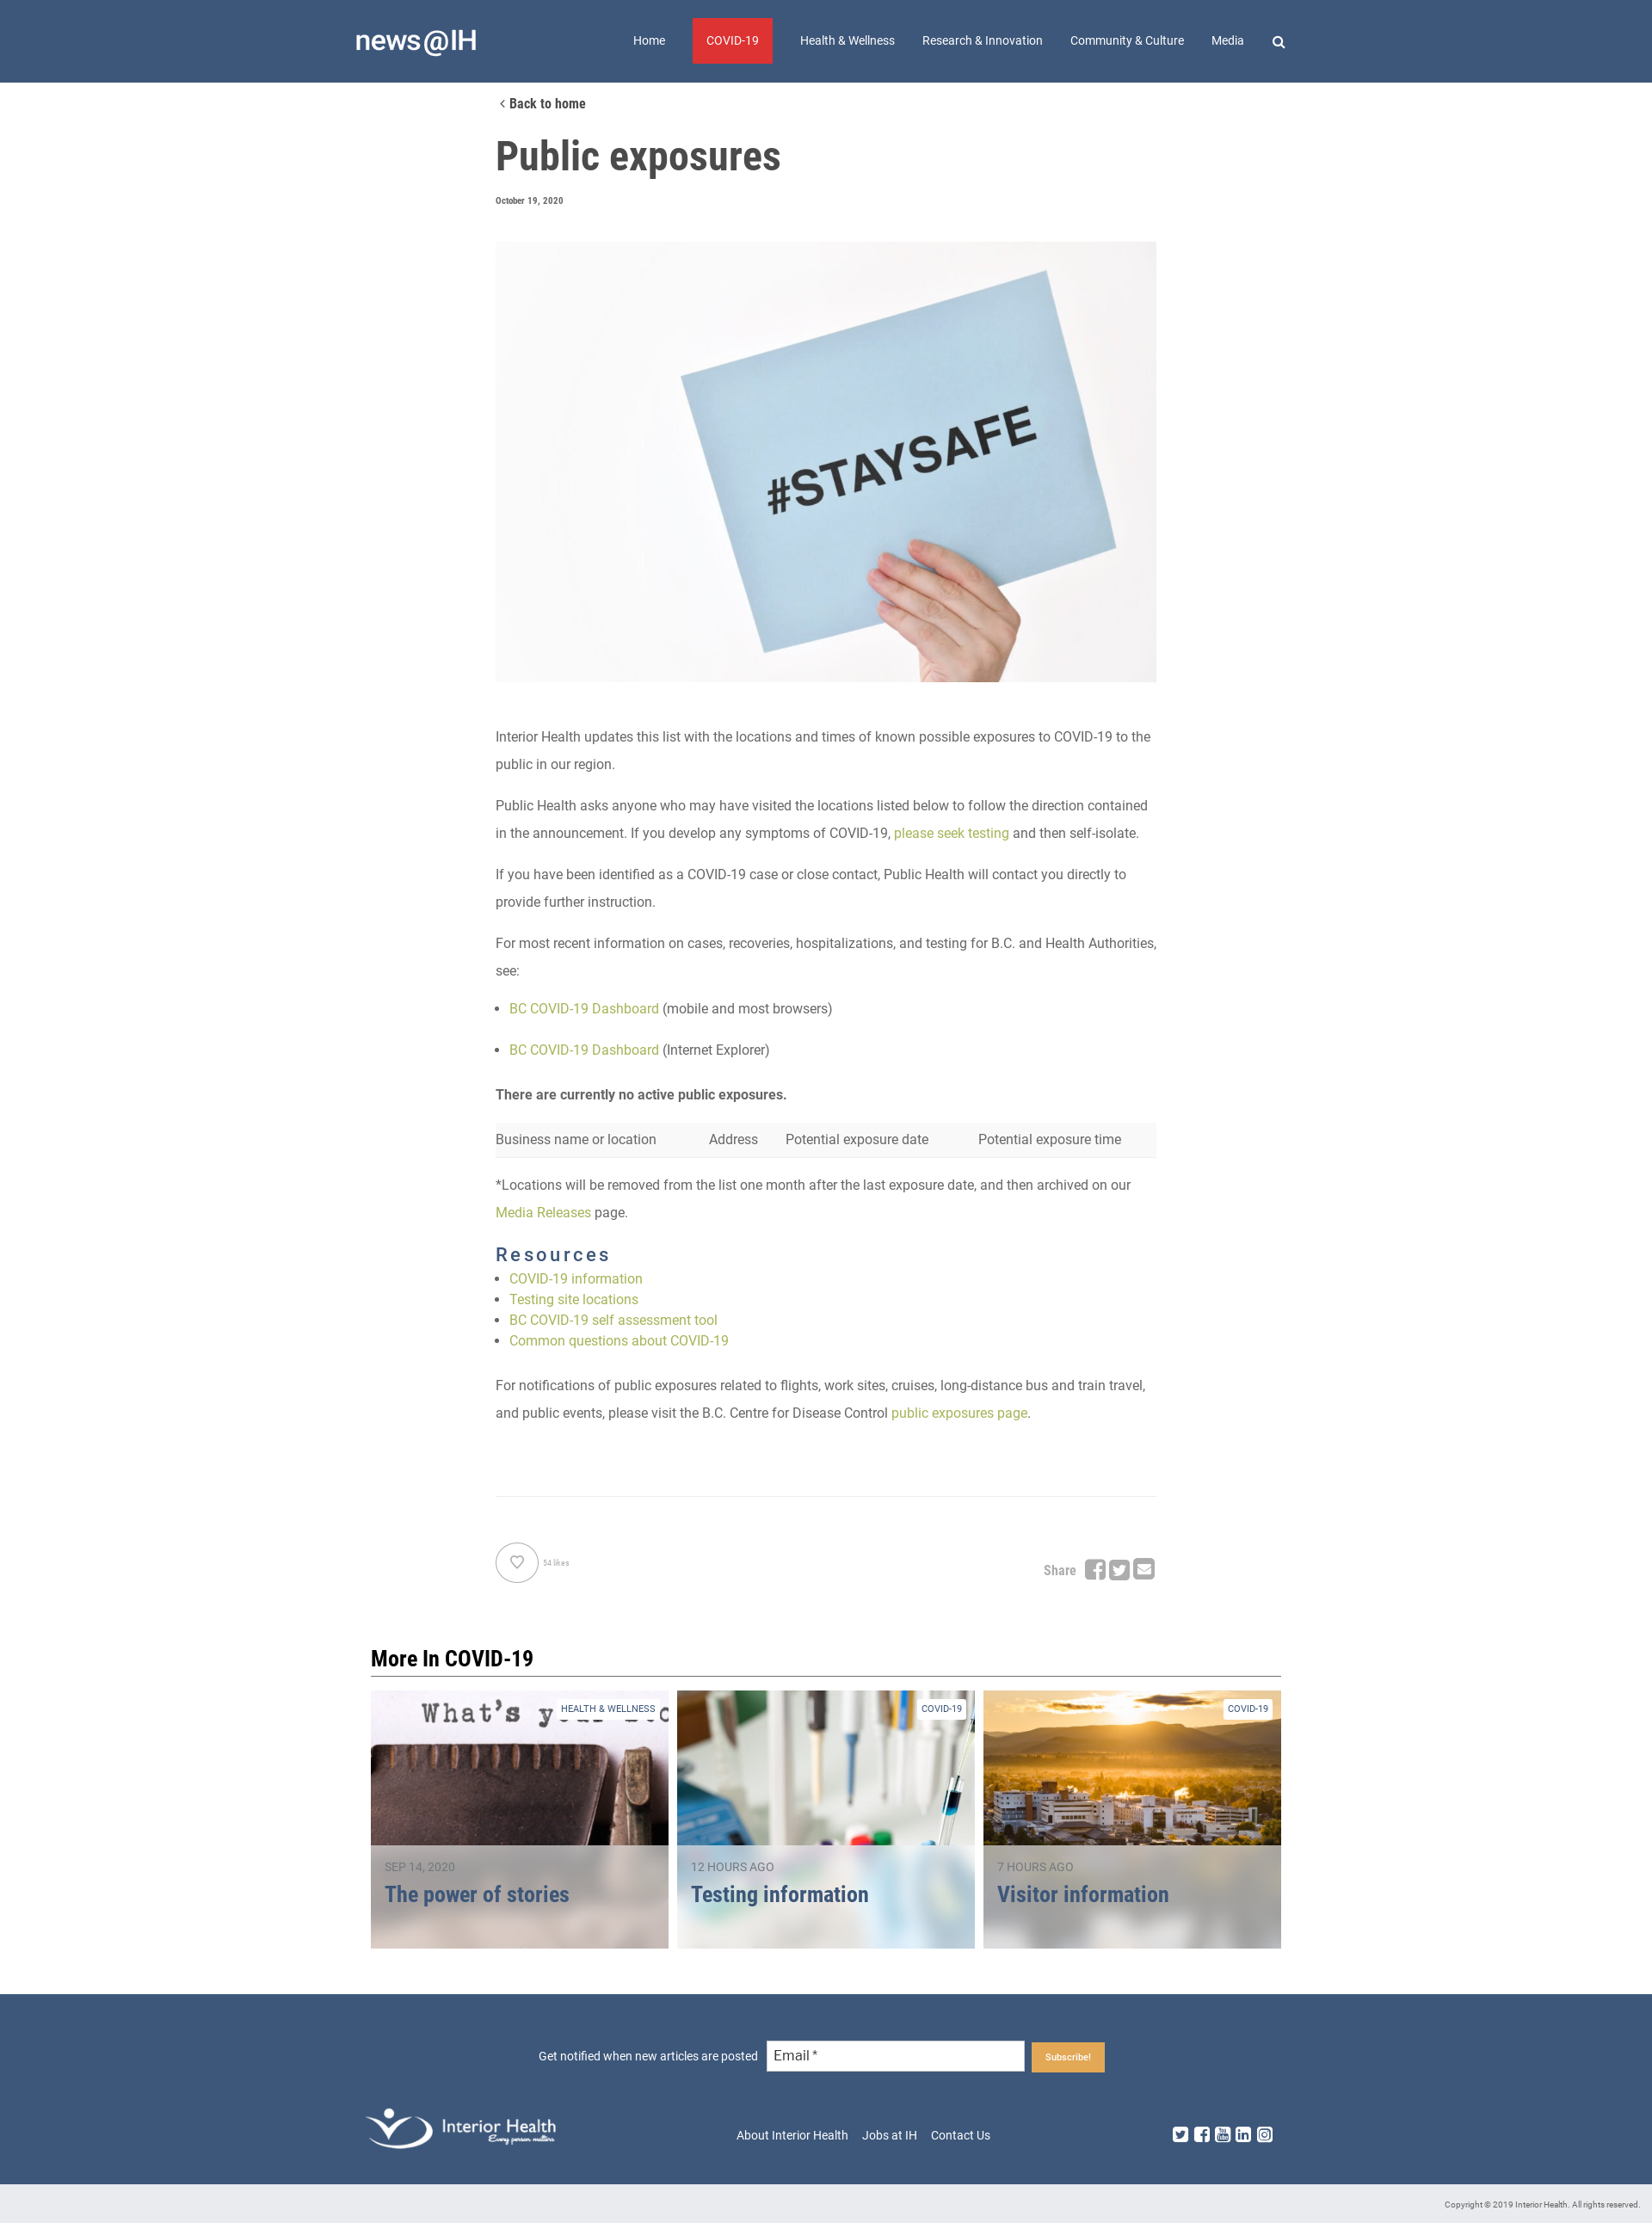 news@IH
Home
COVID-19
Health & Wellness
Research & Innovation
Community & Culture
Media
Back to home
Public exposures
October 19, 2020
#STAYSAFE
Interior Health updates this list with the locations and times of known possible exposures to COVID-19 to the
public in our region.
Public Health asks anyone who may have visited the locations listed below to follow the direction contained
in the announcement. If you develop any symptoms of COVID-19, please seek testing and then self-isolate.
If you have been identified as a COVID-19 case or close contact, Public Health will contact you directly to
provide further instruction.
For most recent information on cases, recoveries, hospitalizations, and testing for B.C. and Health Authorities,
see:
• BC COVID-19 Dashboard (mobile and most browsers)
• BC COVID-19 Dashboard (Internet Explorer)
There are currently no active public exposures.
Business name or location Address Potential exposure date Potential exposure time
*Locations will be removed from the list one month after the last exposure date, and then archived on our
Media Releases page.
Resources
• COVID-19 information
• Testing site locations
• BC COVID-19 self assessment tool
• Common questions about COVID-19
For notifications of public exposures related to flights, work sites, cruises, long-distance bus and train travel,
and public events, please visit the B.C. Centre for Disease Control public exposures page.
54 likes
Share
More In COVID-19
What's
HEALTH & WELLNESS
SEP 14, 2020
The power of stories
COVID-19
12 HOURS AGO
Testing information
COVID-19
7 HOURS AGO
Visitor information
Get notified when new articles are posted
Email *
Subscribe!
Interior Health
Every person matters
About Interior Health
Jobs at IH
Contact Us
Copyright © 2019 Interior Health. All rights reserved.